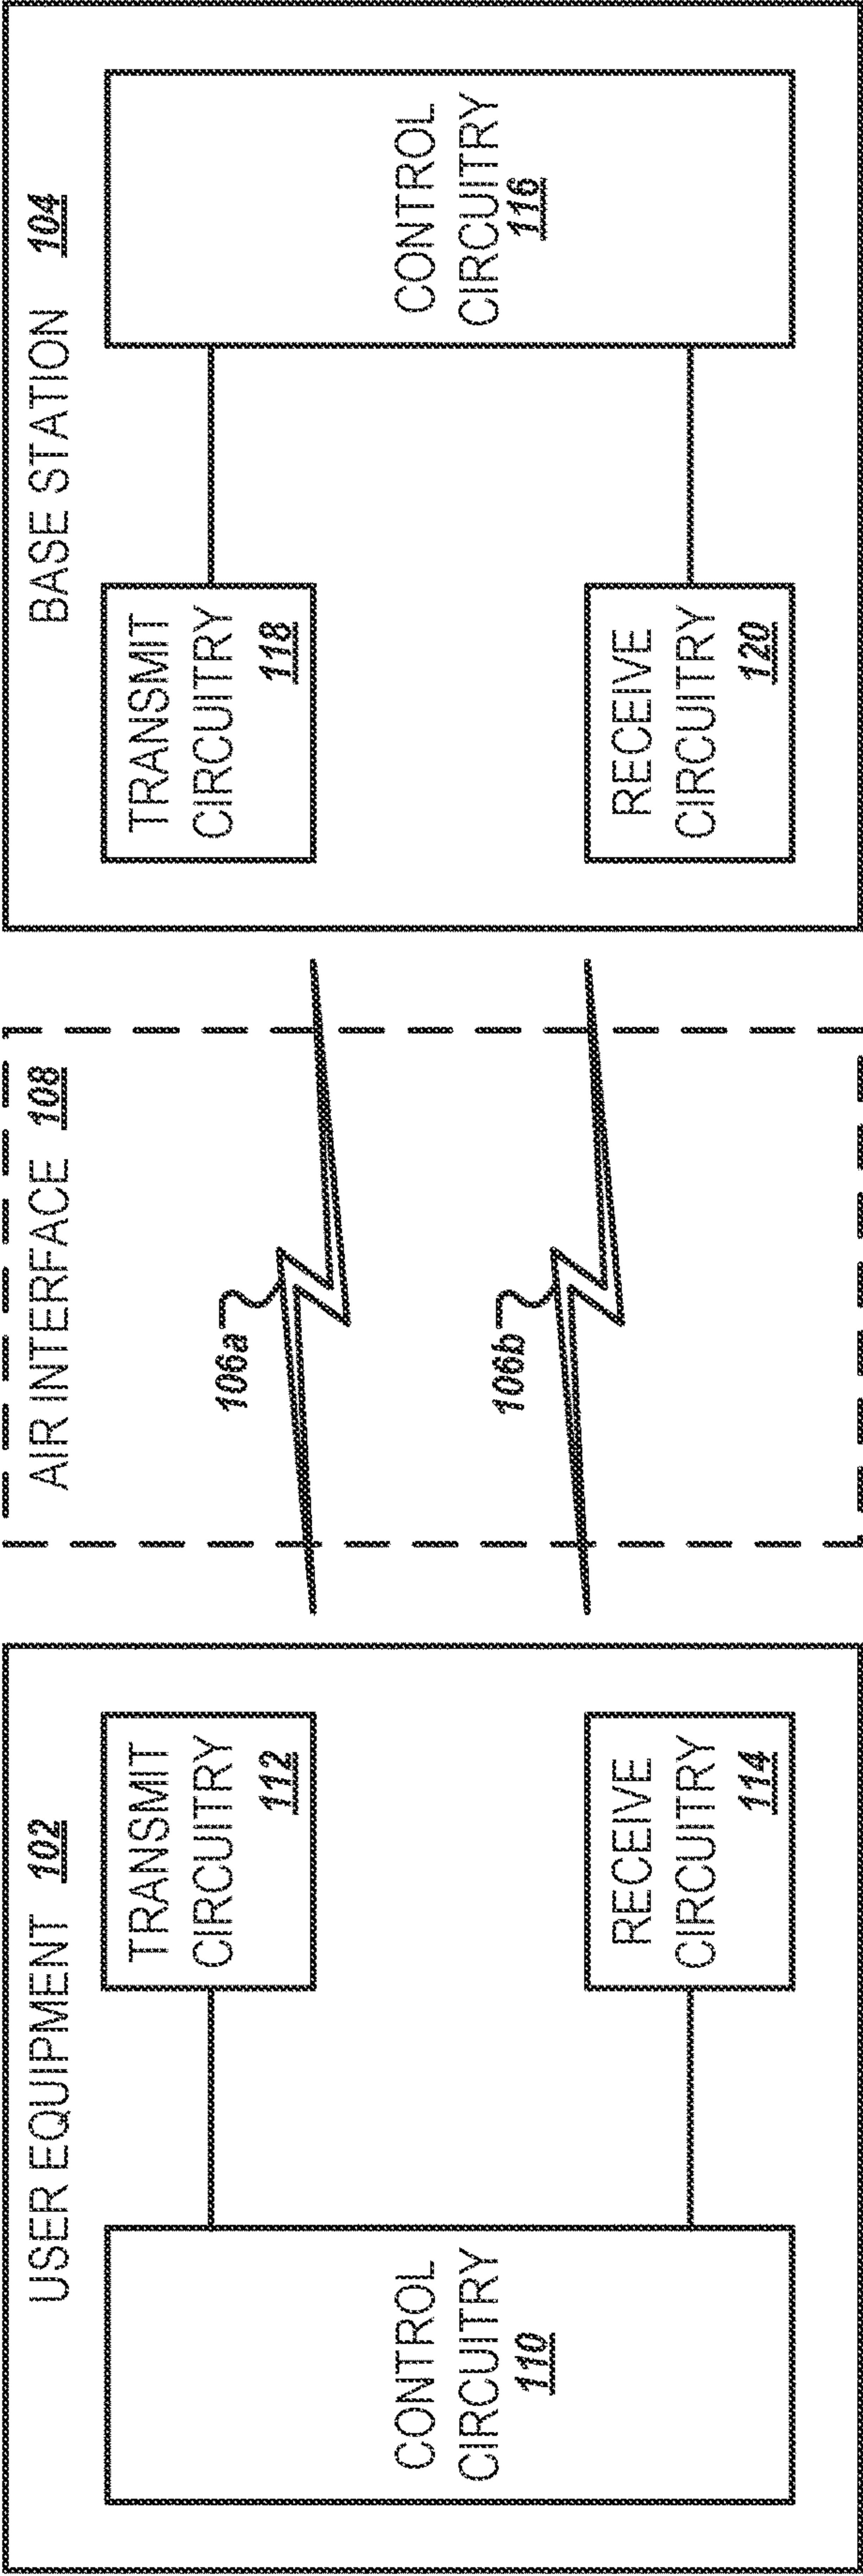 USER EQUIPMENT 102
CONTROL
CIRCUITRY
110
TRANSMIT
CIRCUITRY
112
RECEIVE
CIRCUITRY
114
AIR INTERFACE 108
106a
106b
BASE STATION 104
TRANSMIT
CIRCUITRY
118
RECEIVE
CIRCUITRY
120
CONTROL
CIRCUITRY
116